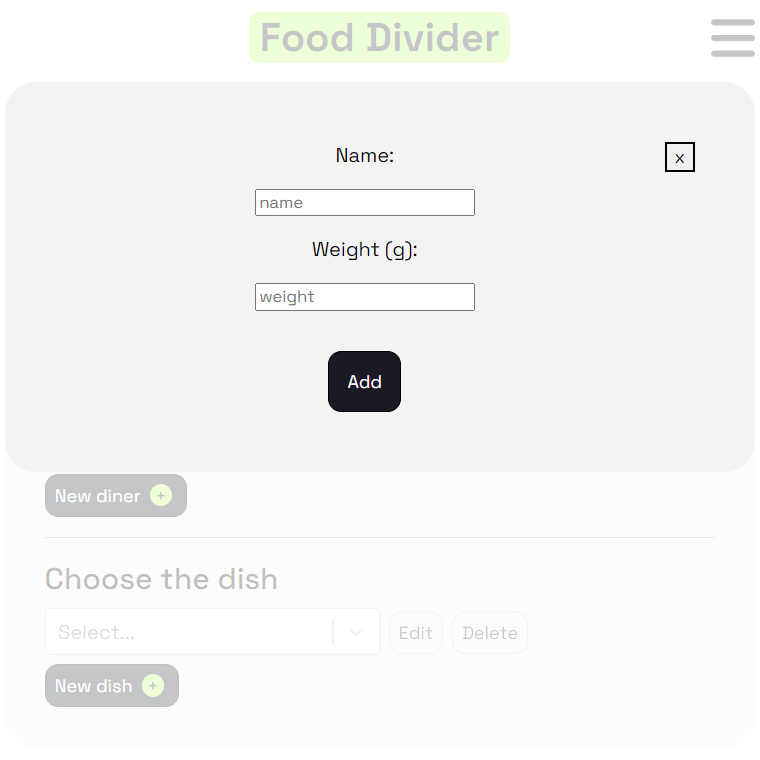 Food Divider
Name:
x
name
Weight (g):
weight
Add
New diner +
Choose the dish
Select...
Edit
Delete
New dish +